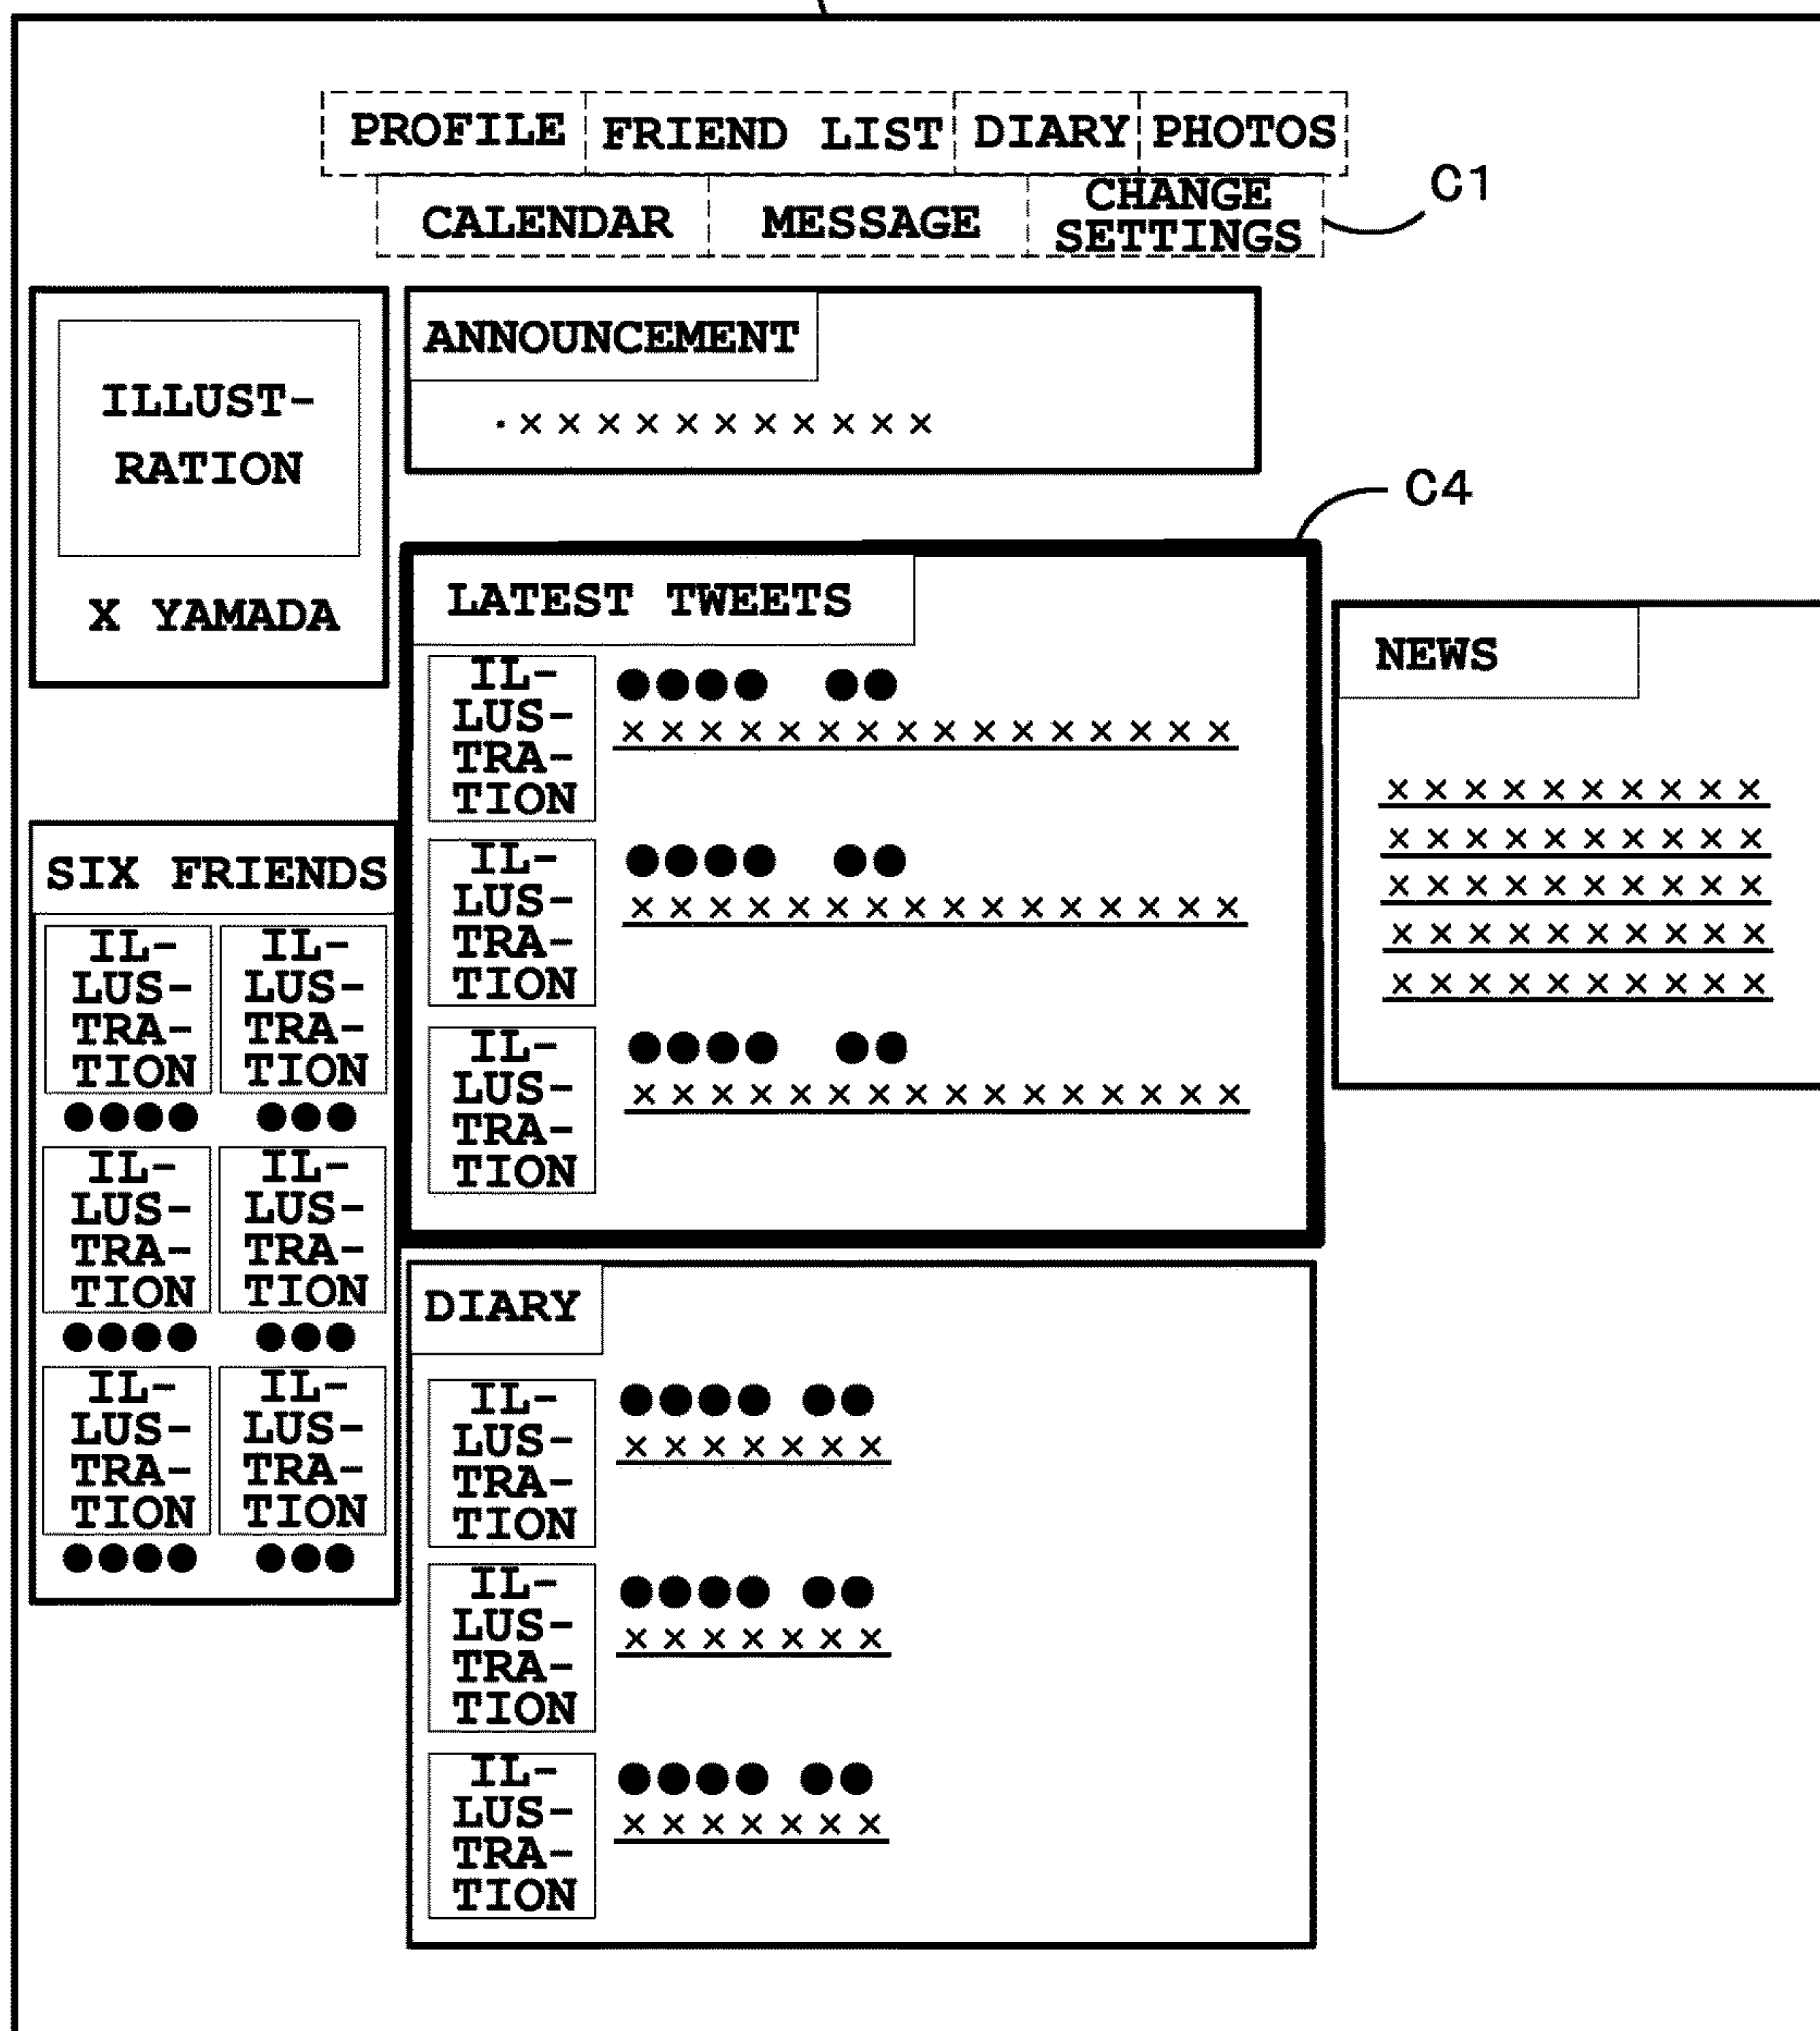 PROFILE FRIEND LIST DIARY PHOTOS
CALENDAR MESSAGE CHANGE SETTINGS
C1
ILLUST-
RATION
X YAMADA
ANNOUNCEMENT
・×××××××××××
C4
LATEST TWEETS
IL-
LUS-
TRA-
TION
●●●● ●●
××××××××××××××××
IL-
LUS-
TRA-
TION
●●●● ●●
××××××××××××××××
IL-
LUS-
TRA-
TION
●●●● ●●
××××××××××××××××
NEWS
××××××××××
××××××××××
××××××××××
××××××××××
××××××××××
SIX FRIENDS
IL- IL-
LUS- LUS-
TRA- TRA-
TION TION
●●●● ●●●
IL- IL-
LUS- LUS-
TRA- TRA-
TION TION
●●●● ●●●
IL- IL-
LUS- LUS-
TRA- TRA-
TION TION
●●●● ●●●
DIARY
IL-
LUS-
TRA-
TION
●●●● ●●
×××××××
IL-
LUS-
TRA-
TION
●●●● ●●
×××××××
IL-
LUS-
TRA-
TION
●●●● ●●
×××××××